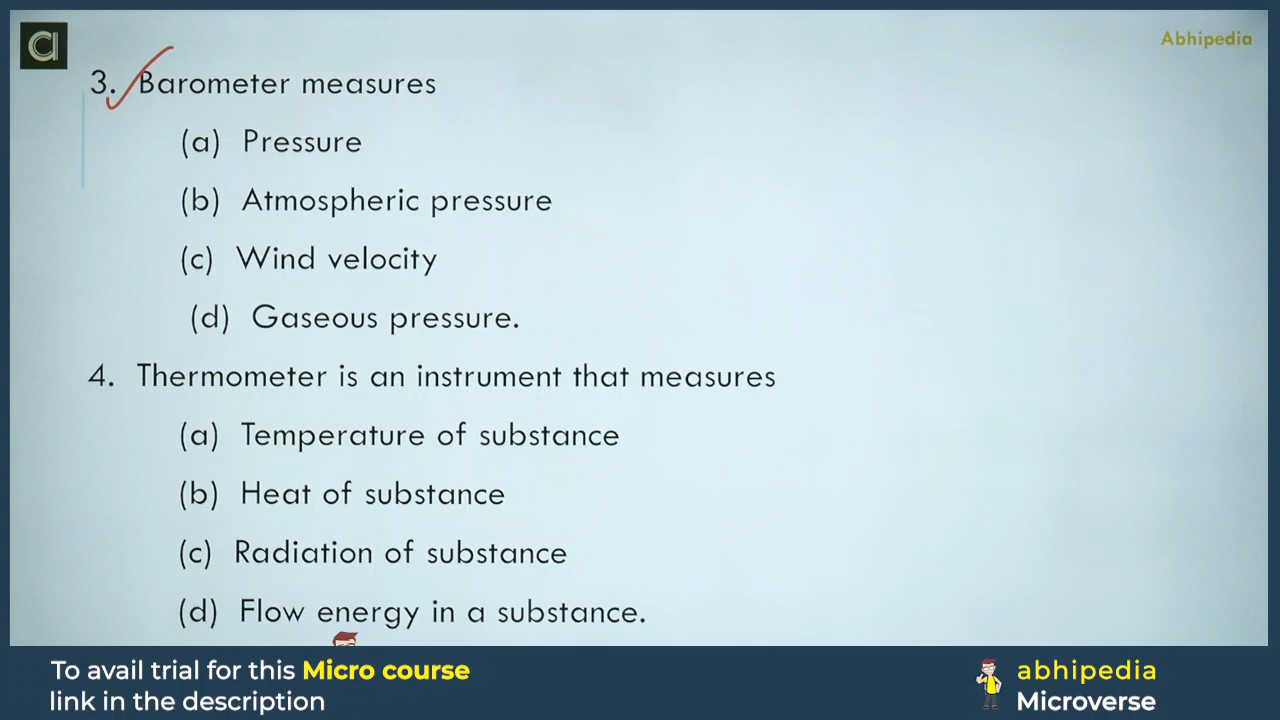 Abhipedia
3. Barometer measures
(a) Pressure
(b) Atmospheric pressure
(c) Wind velocity
(d) Gaseous pressure.
4. Thermometer is an instrument that measures
(a) Temperature of substance
(b) Heat of substance
(c) Radiation of substance
(d) Flow energy in a substance.
To avail trial for this Micro course
link in the description
abhipedia
Microverse